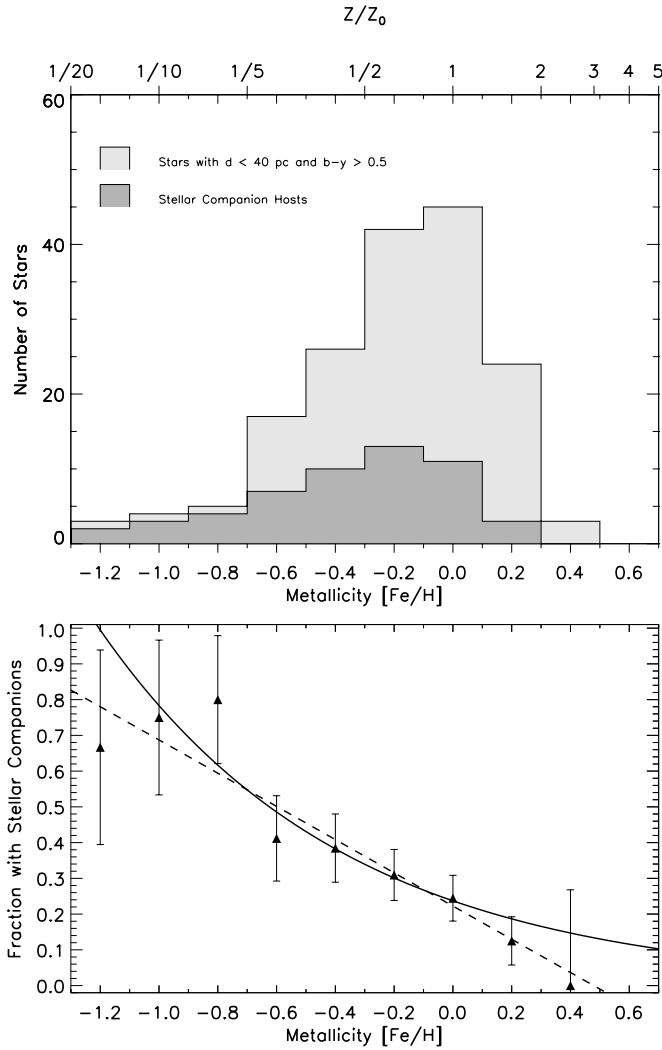 Z/Z₀
1/20 1/10 1/5 1/2 1 2 3 4 5
60
Stars with d < 40 pc and b−y > 0.5
Stellar Companion Hosts
40
Number of Stars
20
0
−1.2 −1.0 −0.8 −0.6 −0.4 −0.2 0.0 0.2 0.4 0.6
Metallicity [Fe/H]
1.0
0.9
0.8
0.7
0.6
0.5
0.4
0.3
0.2
0.1
0.0
Fraction with Stellar Companions
−1.2 −1.0 −0.8 −0.6 −0.4 −0.2 0.0 0.2 0.4 0.6
Metallicity [Fe/H]